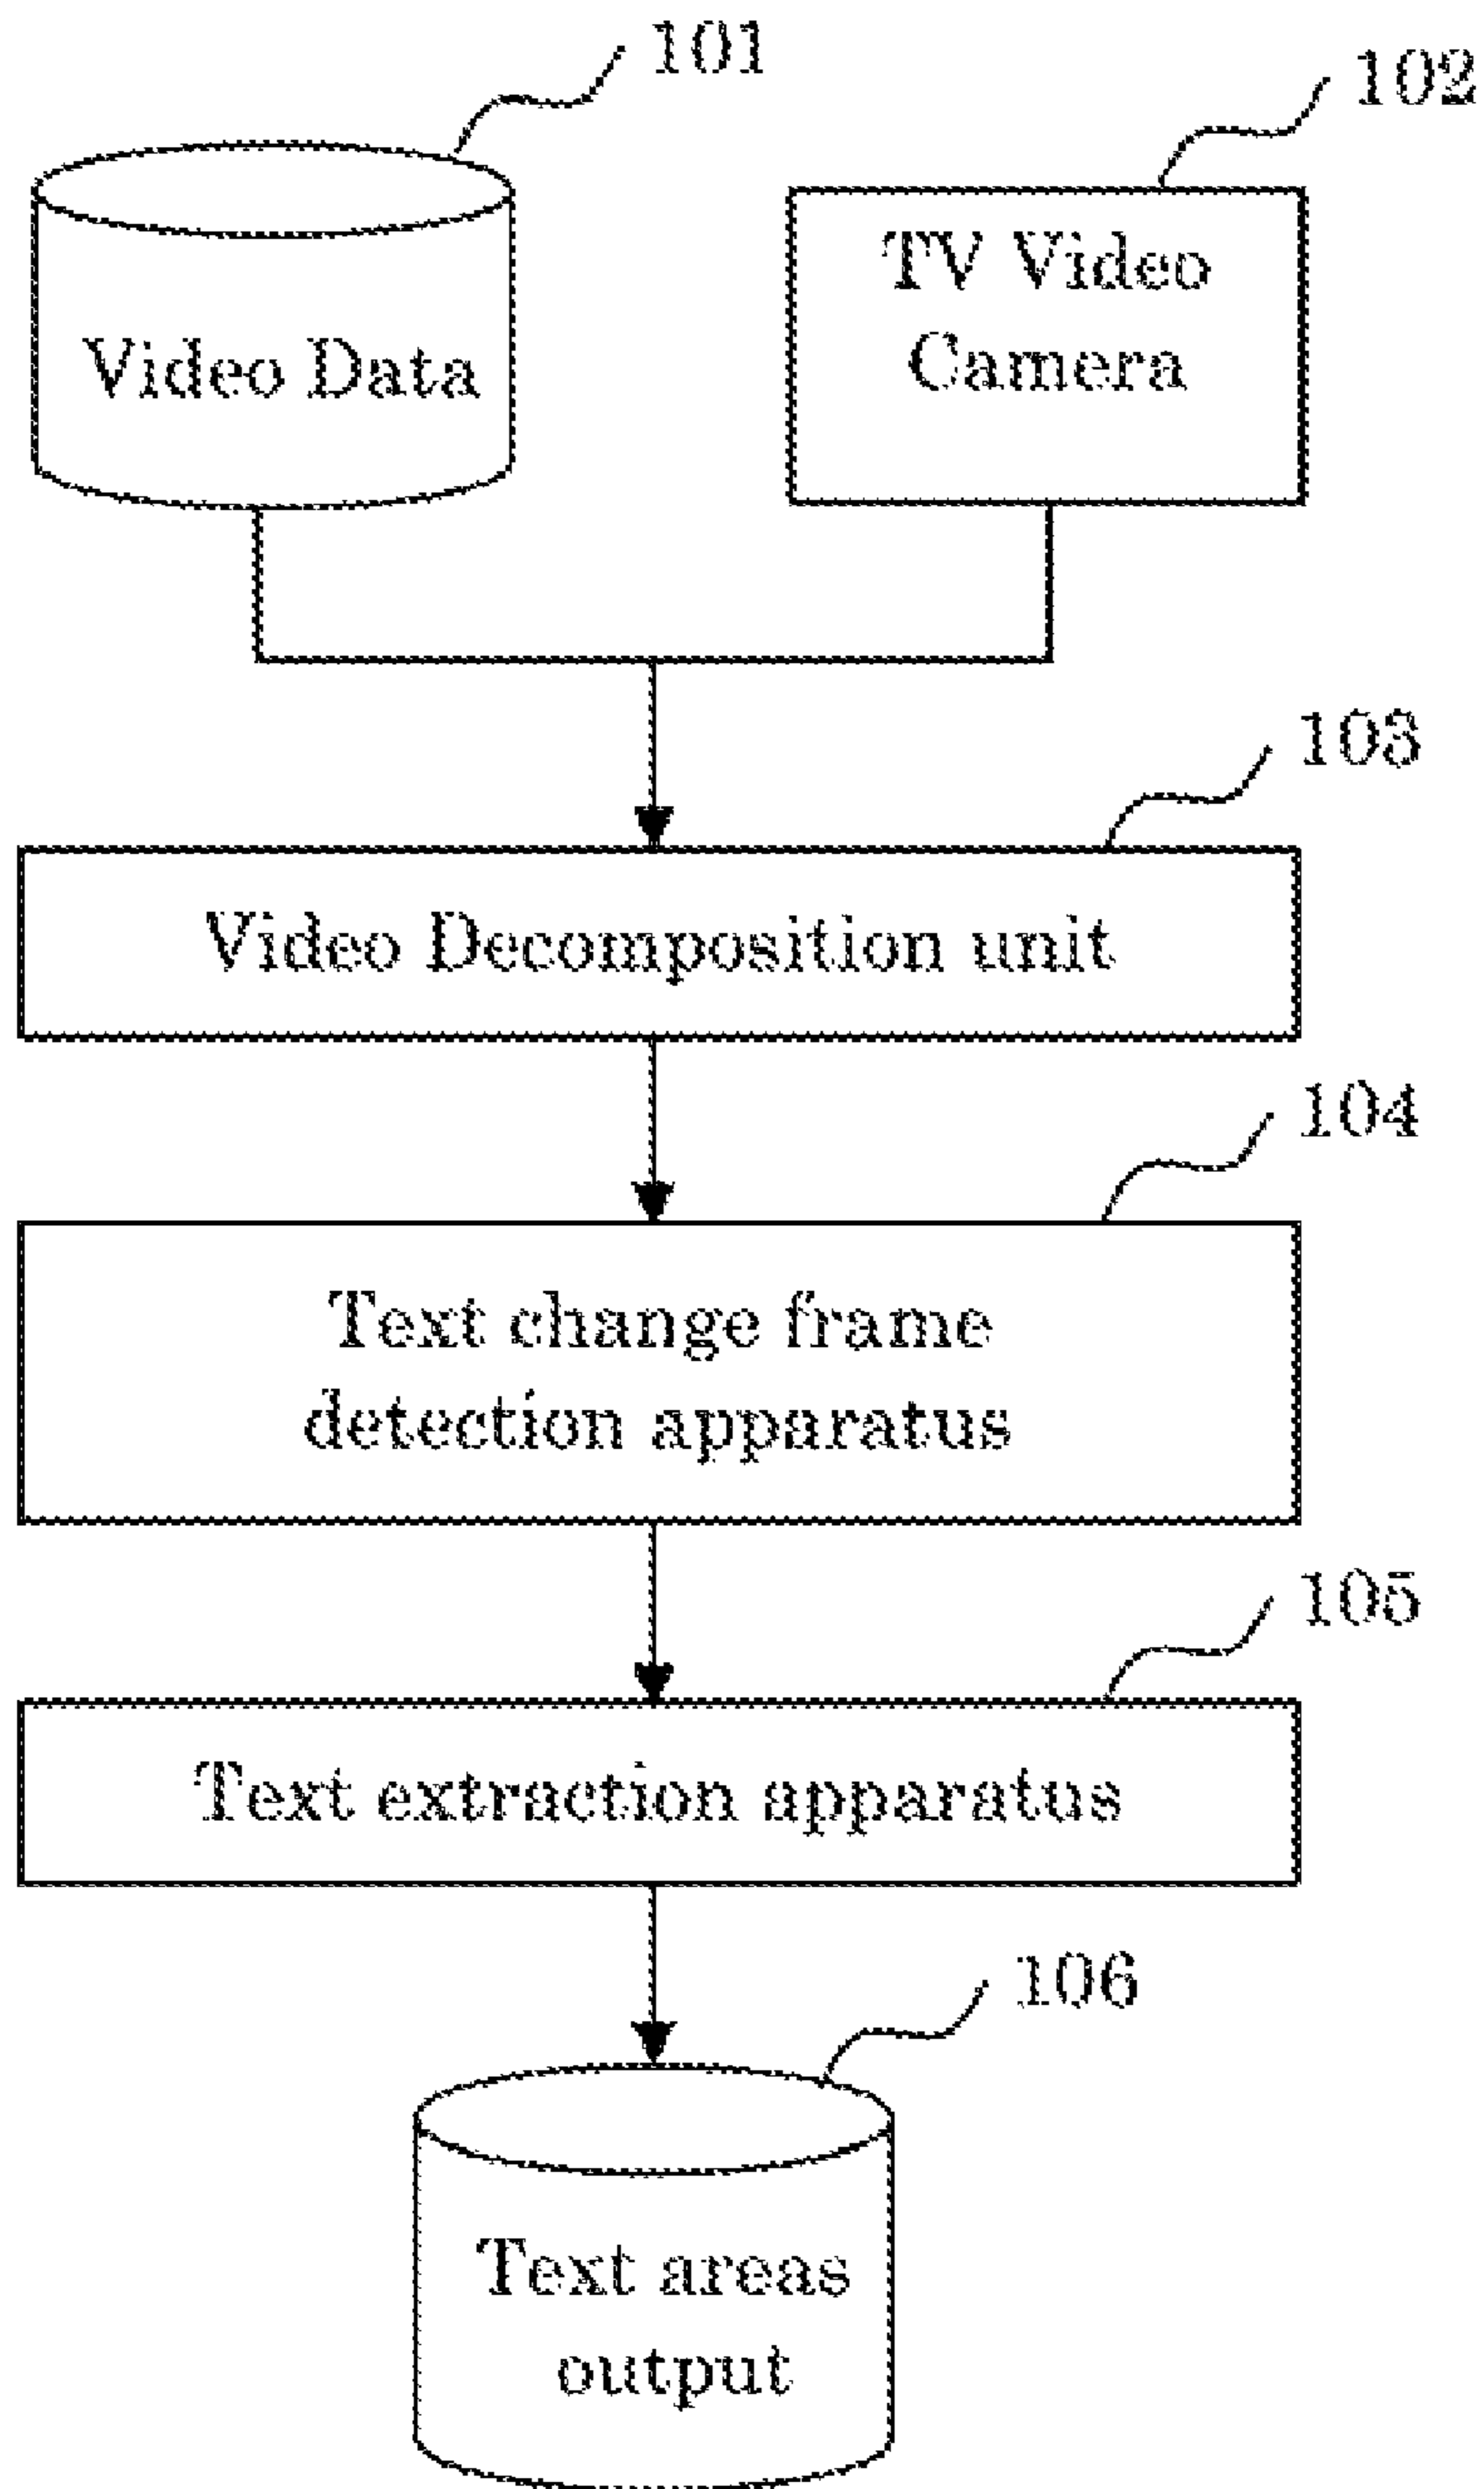 101
102
Video Data
TV Video
Camera
103
Video Decomposition unit
104
Text change frame
detection apparatus
105
Text extraction apparatus
106
Text areas
output